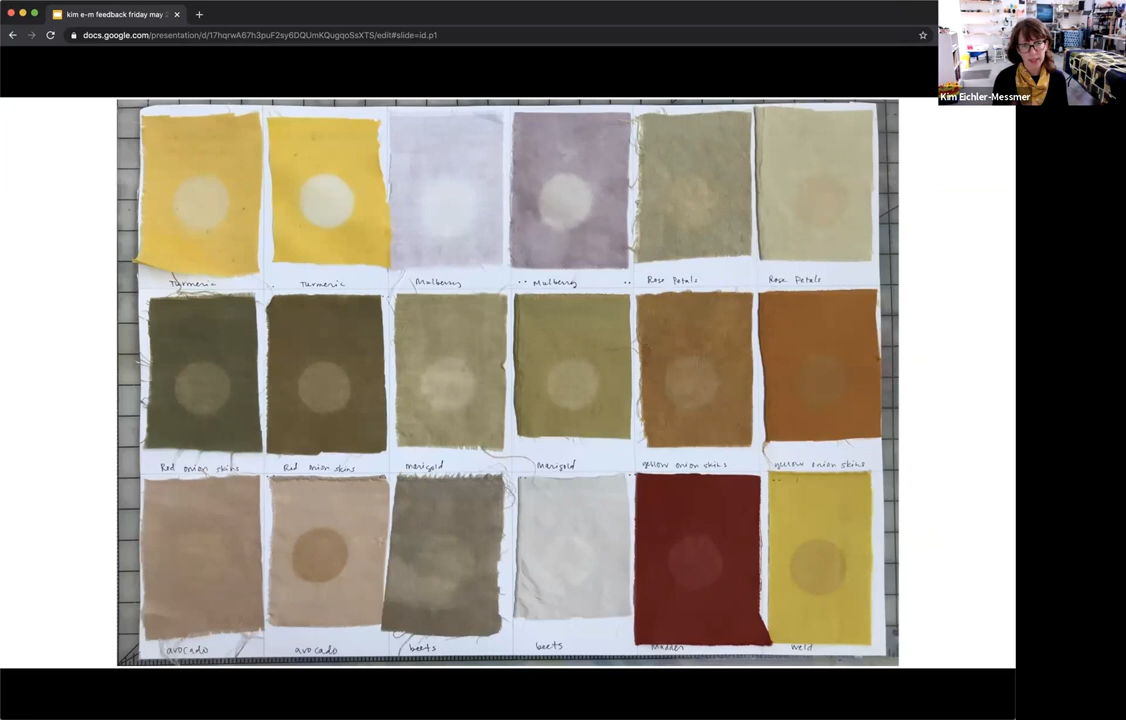 kim e-m feedback friday may 2
docs.google.com/presentation/d/17hqrwA67h3puF2sy6DQUmKQugqoSsXTS/edit#slide=id.p1
Kim Eichler-Messmer
Turmeric Turmeric Mulberry Mulberry Rose Petals Rose Petals
Red onion skins Red onion skins Marigold Marigold yellow onion skins yellow onion skins
avocado avocado beets beets Madder Weld